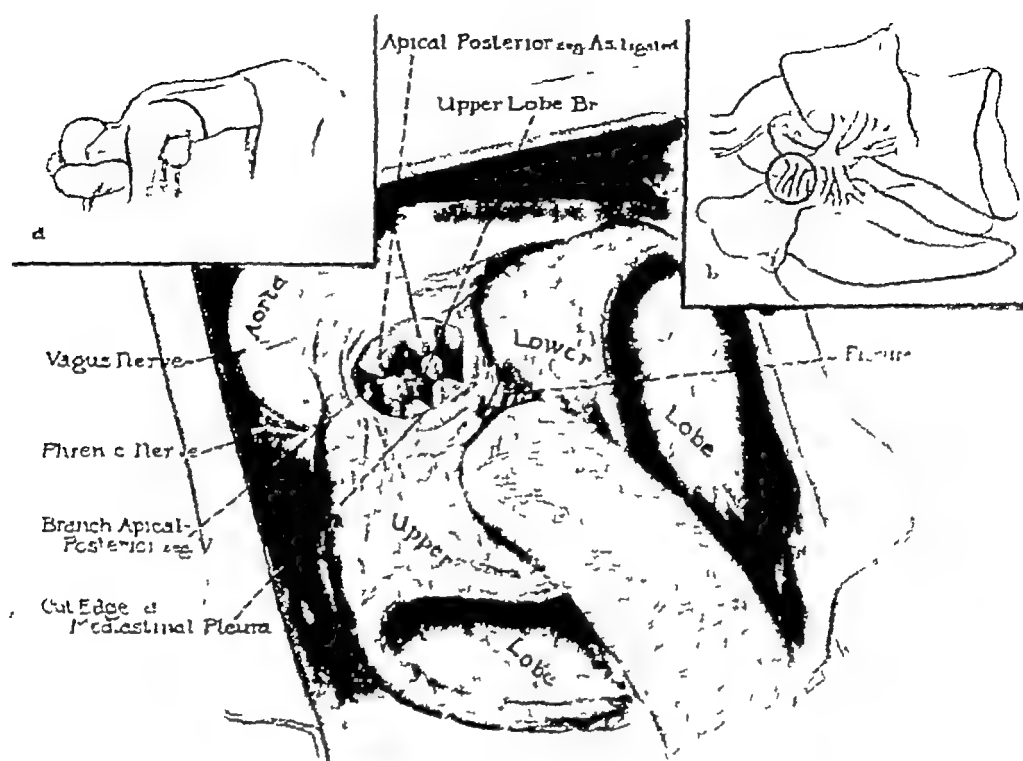 Apical Posterior seg. As. ligated
Upper Lobe Br
a
b
Aorta
Vagus Nerve
Lower
Lobe
Fissure
Phrenic Nerve
Branch Apical-
Posterior seg V
Upper
Cut Edge of
Mediastinal Pleura
Lobe